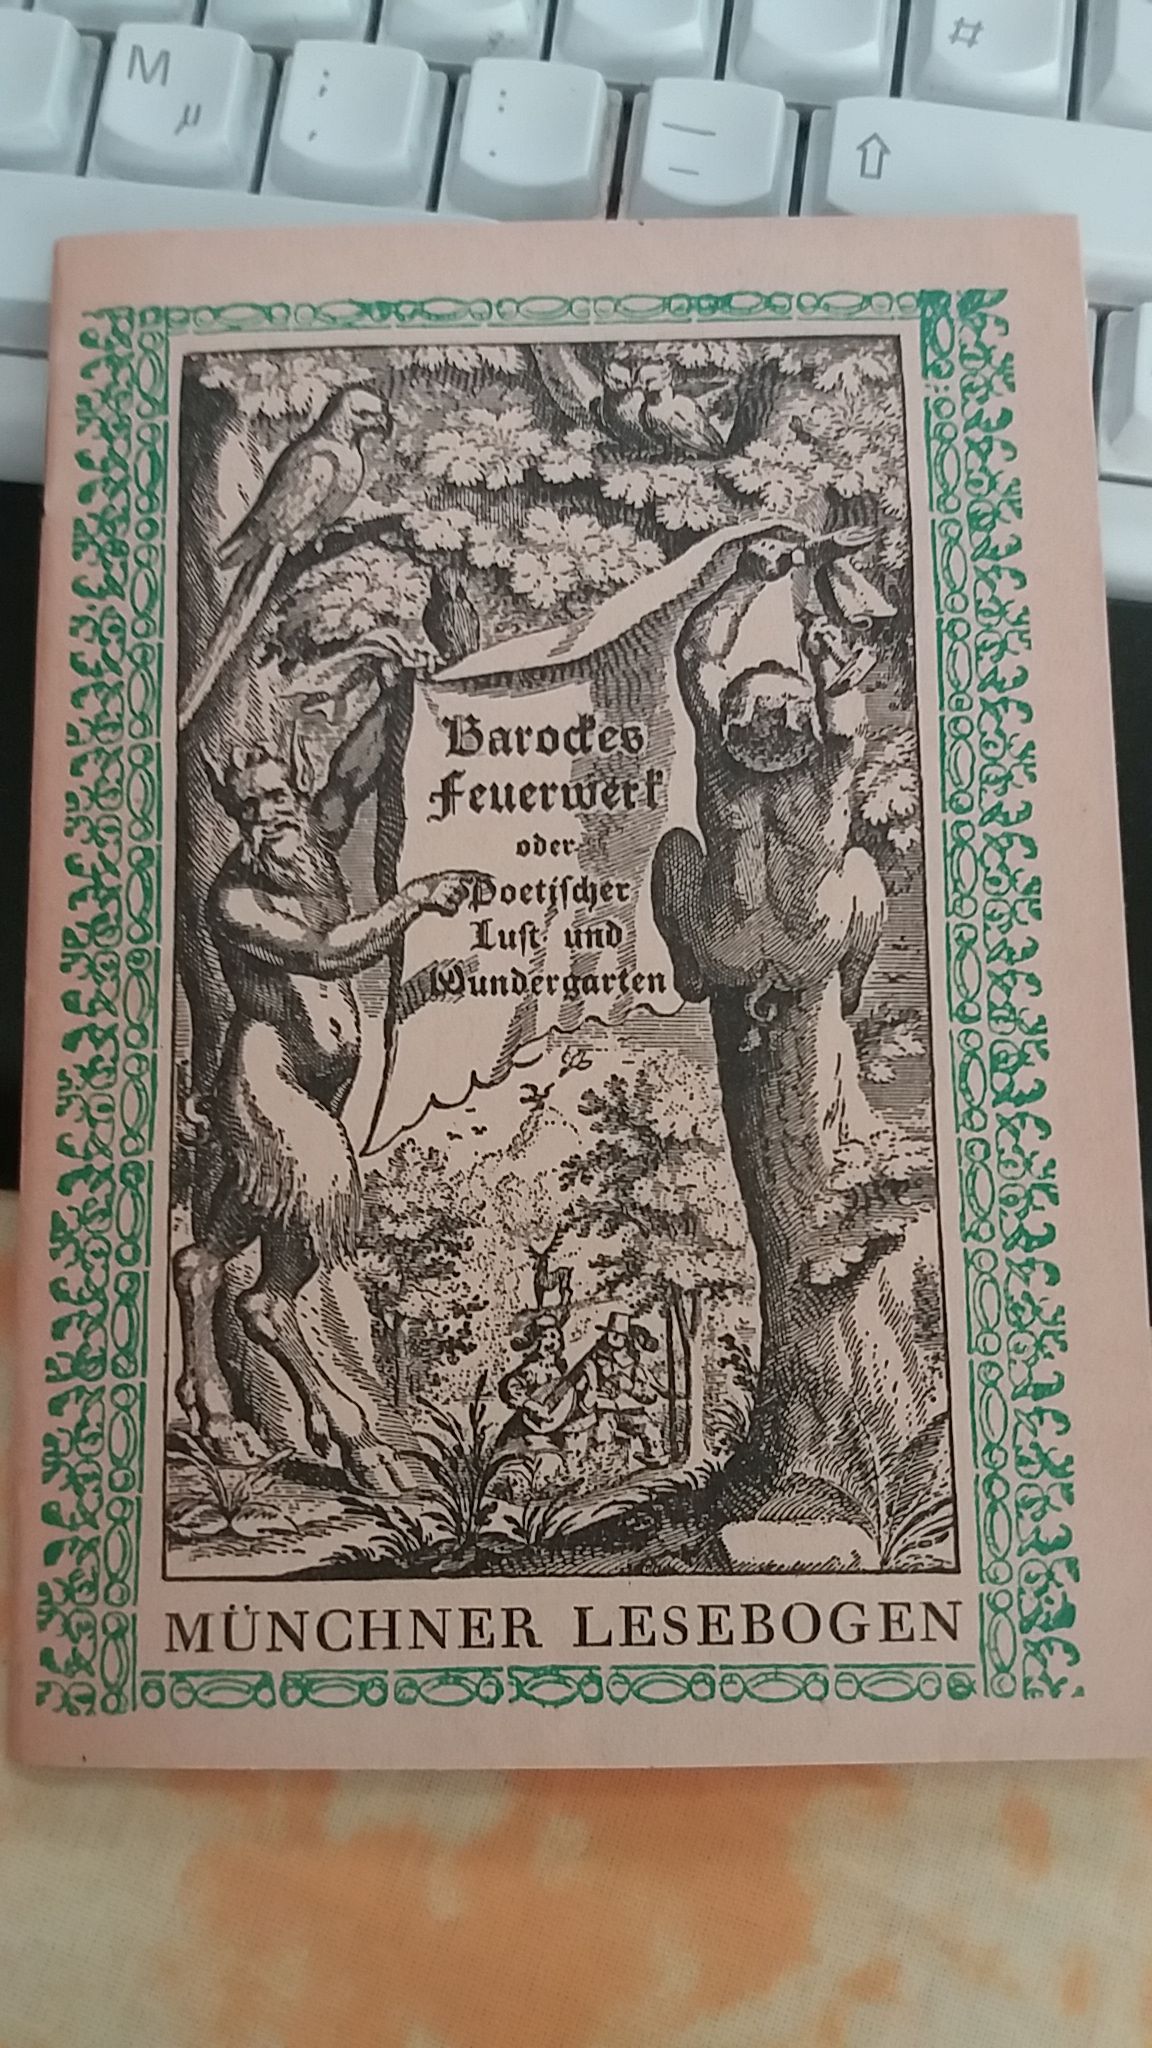 M
µ
;
,
:
.
#
Barockes
Feuerwerk
oder
Poetischer
Lust- und
Wundergarten
MÜNCHNER LESEBOGEN